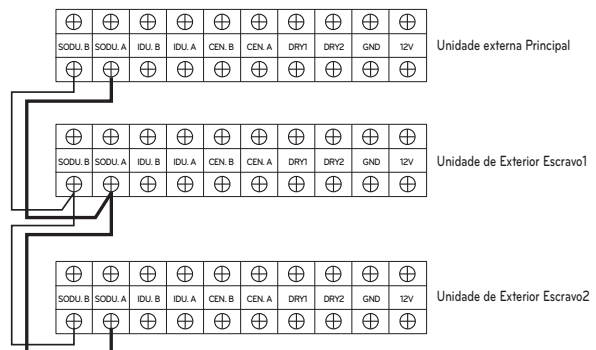 SODU. B SODU. A IDU. B IDU. A CEN. B CEN. A DRY1 DRY2 GND 12V Unidade externa Principal
SODU. B SODU. A IDU. B IDU. A CEN. B CEN. A DRY1 DRY2 GND 12V Unidade de Exterior Escravo1
SODU. B SODU. A IDU. B IDU. A CEN. B CEN. A DRY1 DRY2 GND 12V Unidade de Exterior Escravo2